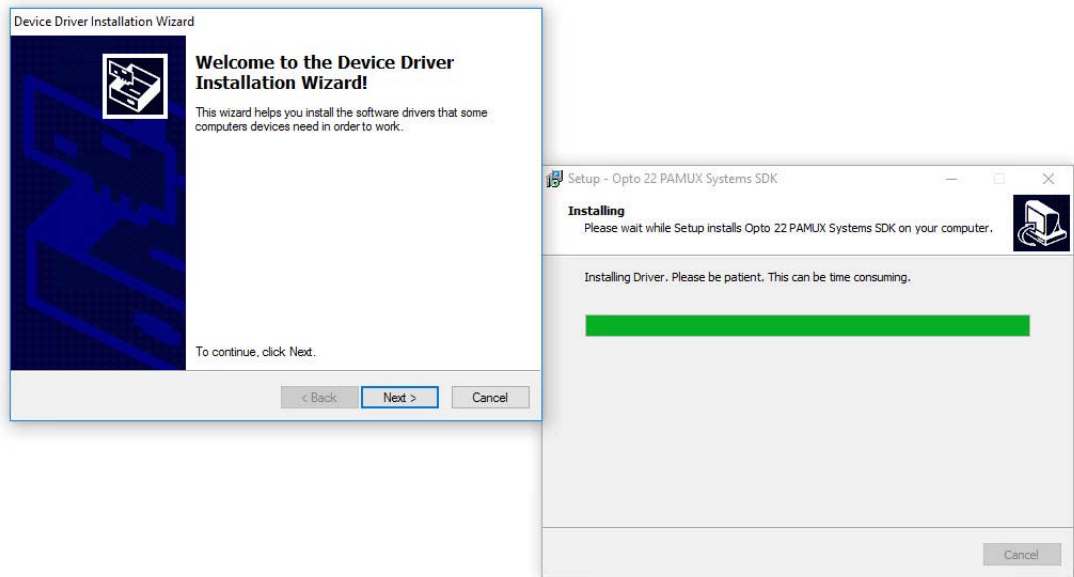 Device Driver Installation Wizard
Welcome to the Device Driver
Installation Wizard!
This wizard helps you install the software drivers that some
computers devices need in order to work.
To continue, click Next.
< Back
Next >
Cancel
Setup - Opto 22 PAMUX Systems SDK
Installing
Please wait while Setup installs Opto 22 PAMUX Systems SDK on your computer.
Installing Driver. Please be patient. This can be time consuming.
Cancel